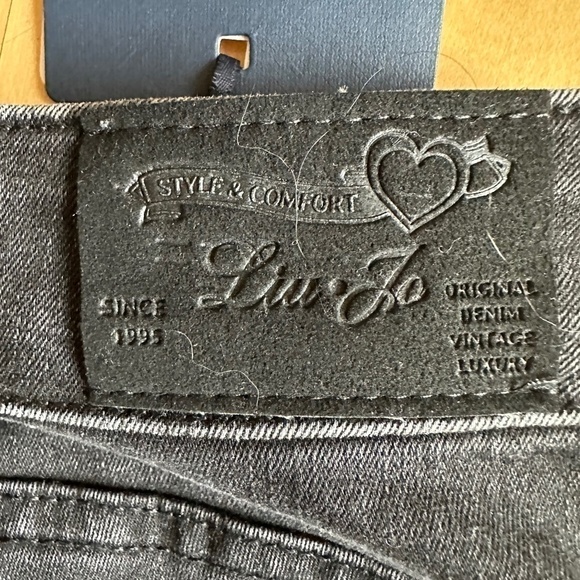 STYLE & COMFORT
Liu•Jo
SINCE
1995
ORIGINAL
DENIM
VINTAGE
LUXURY